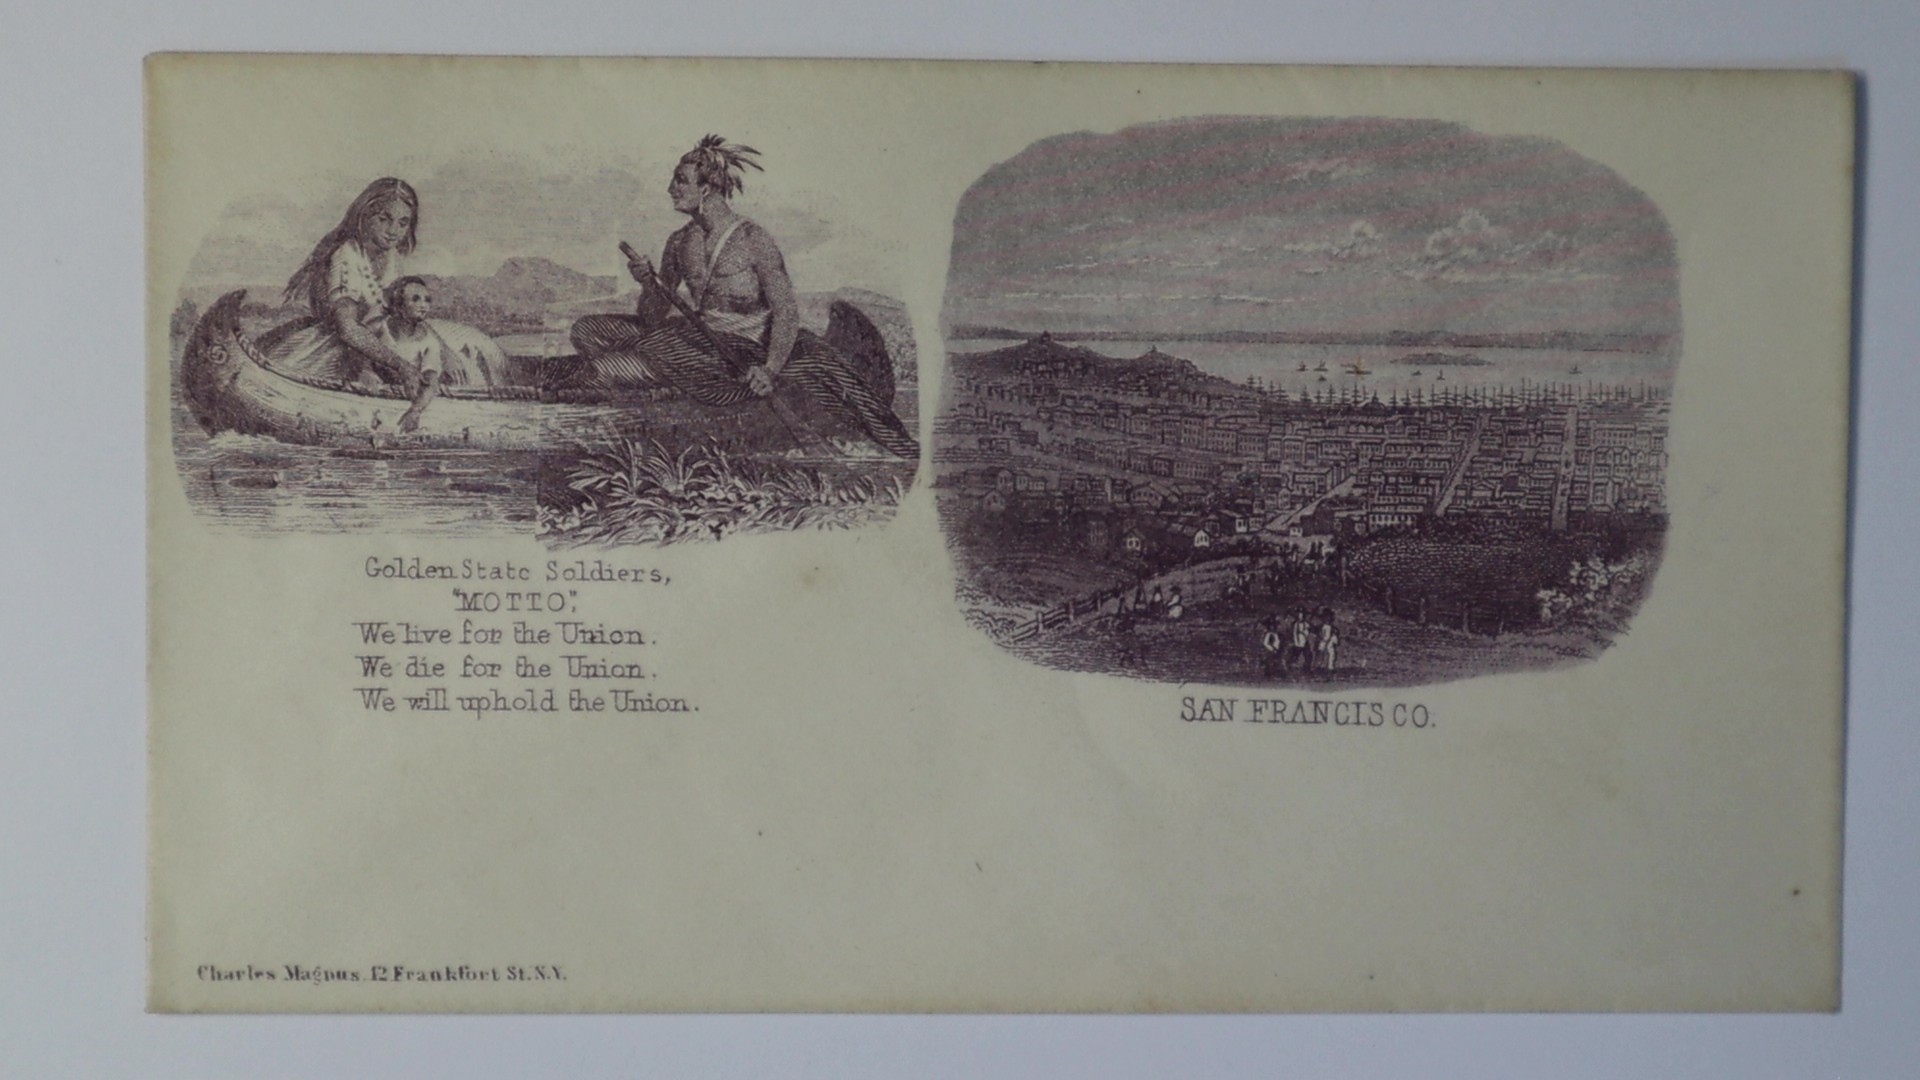 Golden State Soldiers,
"MOTTO",
We live for the Union.
We die for the Union.
We will uphold the Union.
SAN FRANCISCO.
Charles Magnus, 12 Frankfort St. N.Y.